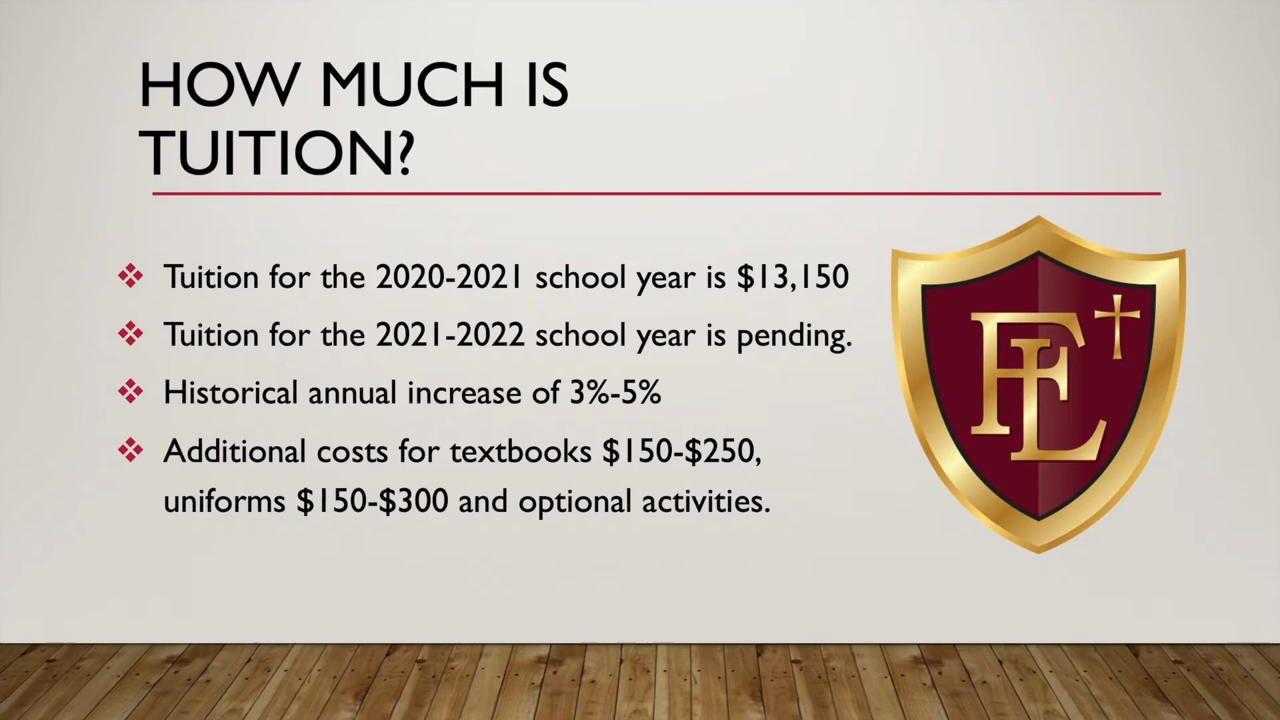 HOW MUCH IS
TUITION?
Tuition for the 2020-2021 school year is $13,150
Tuition for the 2021-2022 school year is pending.
Historical annual increase of 3%-5%
Additional costs for textbooks $150-$250,
uniforms $150-$300 and optional activities.
FL